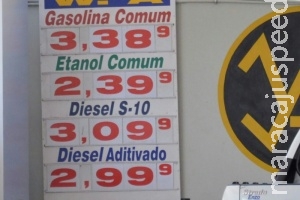 Gasolina Comum
3,38⁹
Etanol Comum
2,39⁹
Diesel S-10
3,09⁹
Diesel Aditivado
2,99⁹
maracajuspeed